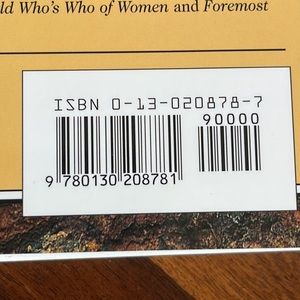 ld Who's Who of Women and Foremost
ISBN 0-13-020878-7
90000
9 780130 208781